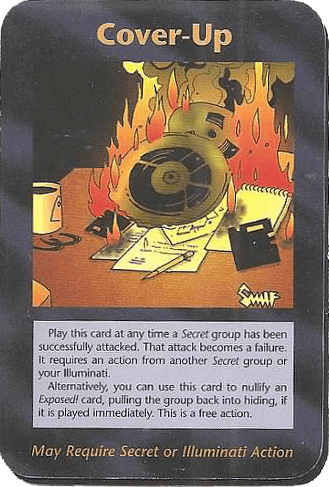 Cover-Up
Play this card at any time a Secret group has been
successfully attacked. That attack becomes a failure.
It requires an action from another Secret group or
your Illuminati.
Alternatively, you can use this card to nullify an
Exposed! card, pulling the group back into hiding, if
it is played immediately. This is a free action.
May Require Secret or Illuminati Action